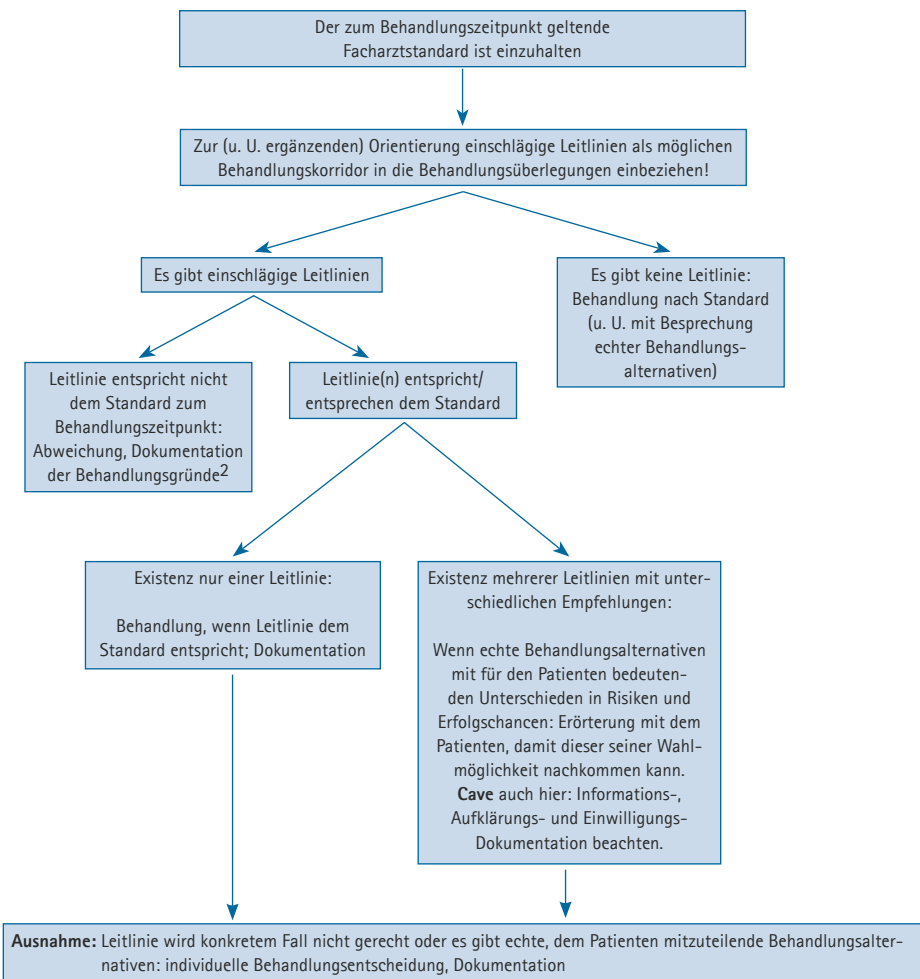 Der zum Behandlungszeitpunkt geltende
Facharztstandard ist einzuhalten
Zur (u. U. ergänzenden) Orientierung einschlägige Leitlinien als möglichen
Behandlungskorridor in die Behandlungsüberlegungen einbeziehen!
Es gibt einschlägige Leitlinien
Es gibt keine Leitlinie:
Behandlung nach Standard
(u. U. mit Besprechung
echter Behandlungs-
alternativen)
Leitlinie entspricht nicht
dem Standard zum
Behandlungszeitpunkt:
Abweichung, Dokumentation
der Behandlungsgründe2
Leitlinie(n) entspricht/
entsprechen dem Standard
Existenz nur einer Leitlinie:
Behandlung, wenn Leitlinie dem
Standard entspricht; Dokumentation
Existenz mehrerer Leitlinien mit unter-
schiedlichen Empfehlungen:
Wenn echte Behandlungsalternativen
mit für den Patienten bedeuten-
den Unterschieden in Risiken und
Erfolgschancen: Erörterung mit dem
Patienten, damit dieser seiner Wahl-
möglichkeit nachkommen kann.
Cave auch hier: Informations-,
Aufklärungs- und Einwilligungs-
Dokumentation beachten.
Ausnahme: Leitlinie wird konkretem Fall nicht gerecht oder es gibt echte, dem Patienten mitzuteilende Behandlungsalter-
nativen: individuelle Behandlungsentscheidung, Dokumentation